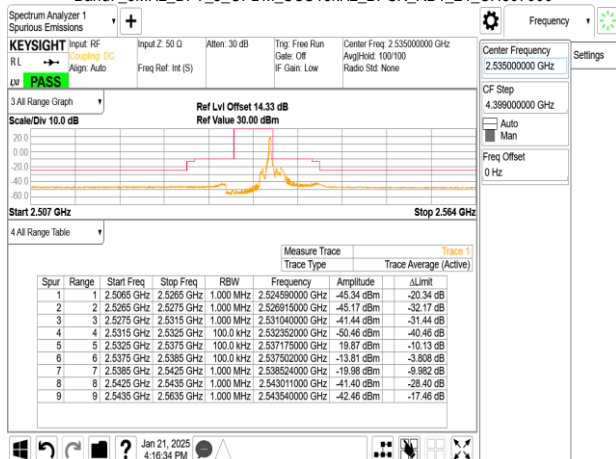 Spectrum Analyzer 1
Spurious Emissions
Frequency
KEYSIGHT Input: RF Input Z: 50 Ω Atten: 30 dB Trig: Free Run Center Freq: 2.535000000 GHz
RL Coupling: DC Gate: Off Avg|Hold: 100/100
Align: Auto Freq Ref: Int (S) IF Gain: Low Radio Std: None
LXI PASS
Center Frequency
2.535000000 GHz
Settings
CF Step
4.399000000 GHz
Auto
Man
Freq Offset
0 Hz
3 All Range Graph
Ref Lvl Offset 14.33 dB
Scale/Div 10.0 dB Ref Value 30.00 dBm
20.0
0.00
-20.0
-40.0
-60.0
Start 2.507 GHz Stop 2.564 GHz
4 All Range Table
Measure Trace Trace 1
Trace Type Trace Average (Active)
Spur Range Start Freq Stop Freq RBW Frequency Amplitude ΔLimit
1 1 2.5065 GHz 2.5265 GHz 1.000 MHz 2.524590000 GHz -45.34 dBm -20.34 dB
2 2 2.5265 GHz 2.5275 GHz 1.000 MHz 2.526915000 GHz -45.17 dBm -32.17 dB
3 3 2.5275 GHz 2.5315 GHz 1.000 MHz 2.531040000 GHz -41.44 dBm -31.44 dB
4 4 2.5315 GHz 2.5325 GHz 100.0 kHz 2.532352000 GHz -50.46 dBm -40.46 dB
5 5 2.5325 GHz 2.5375 GHz 100.0 kHz 2.537175000 GHz 19.87 dBm -10.13 dB
6 6 2.5375 GHz 2.5385 GHz 100.0 kHz 2.537502000 GHz -13.81 dBm -3.808 dB
7 7 2.5385 GHz 2.5425 GHz 1.000 MHz 2.538524000 GHz -19.98 dBm -9.982 dB
8 8 2.5425 GHz 2.5435 GHz 1.000 MHz 2.543011000 GHz -41.40 dBm -28.40 dB
9 9 2.5435 GHz 2.5635 GHz 1.000 MHz 2.543540000 GHz -42.46 dBm -17.46 dB
Jan 21, 2025
4:16:34 PM